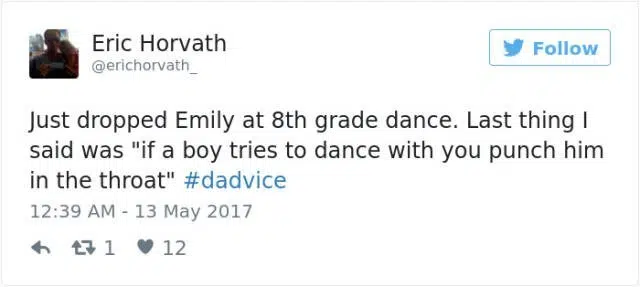 Eric Horvath
@erichorvath_
Follow
Just dropped Emily at 8th grade dance. Last thing I
said was "if a boy tries to dance with you punch him
in the throat" #dadvice
12:39 AM - 13 May 2017
1 12